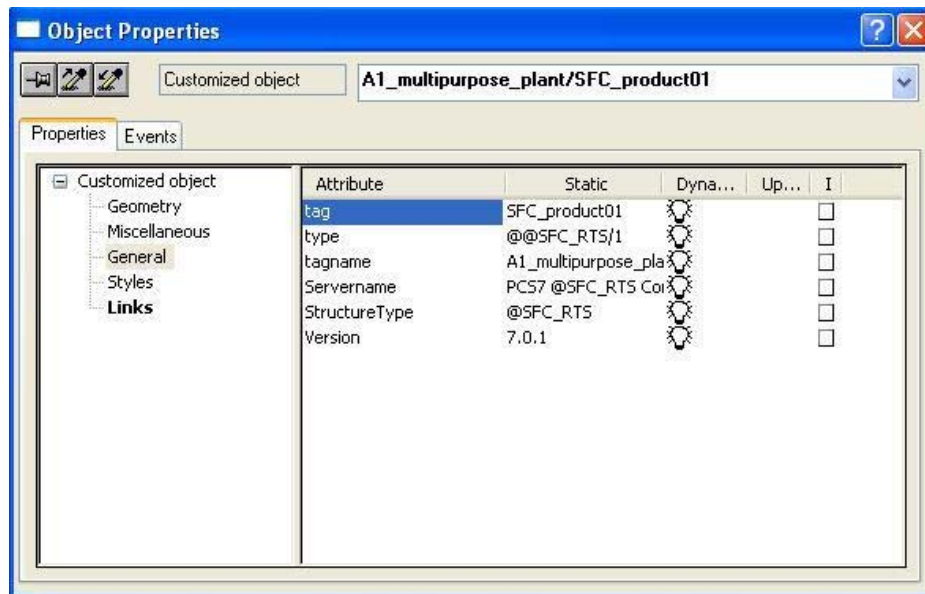 Object Properties
Customized object A1_multipurpose_plant/SFC_product01
Properties Events
Customized object
Geometry
Miscellaneous
General
Styles
Links
Attribute Static Dyna... Up... I
tag SFC_product01
type @@SFC_RTS/1
tagname A1_multipurpose_pla
Servername PCS7 @SFC_RTS Coi
StructureType @SFC_RTS
Version 7.0.1